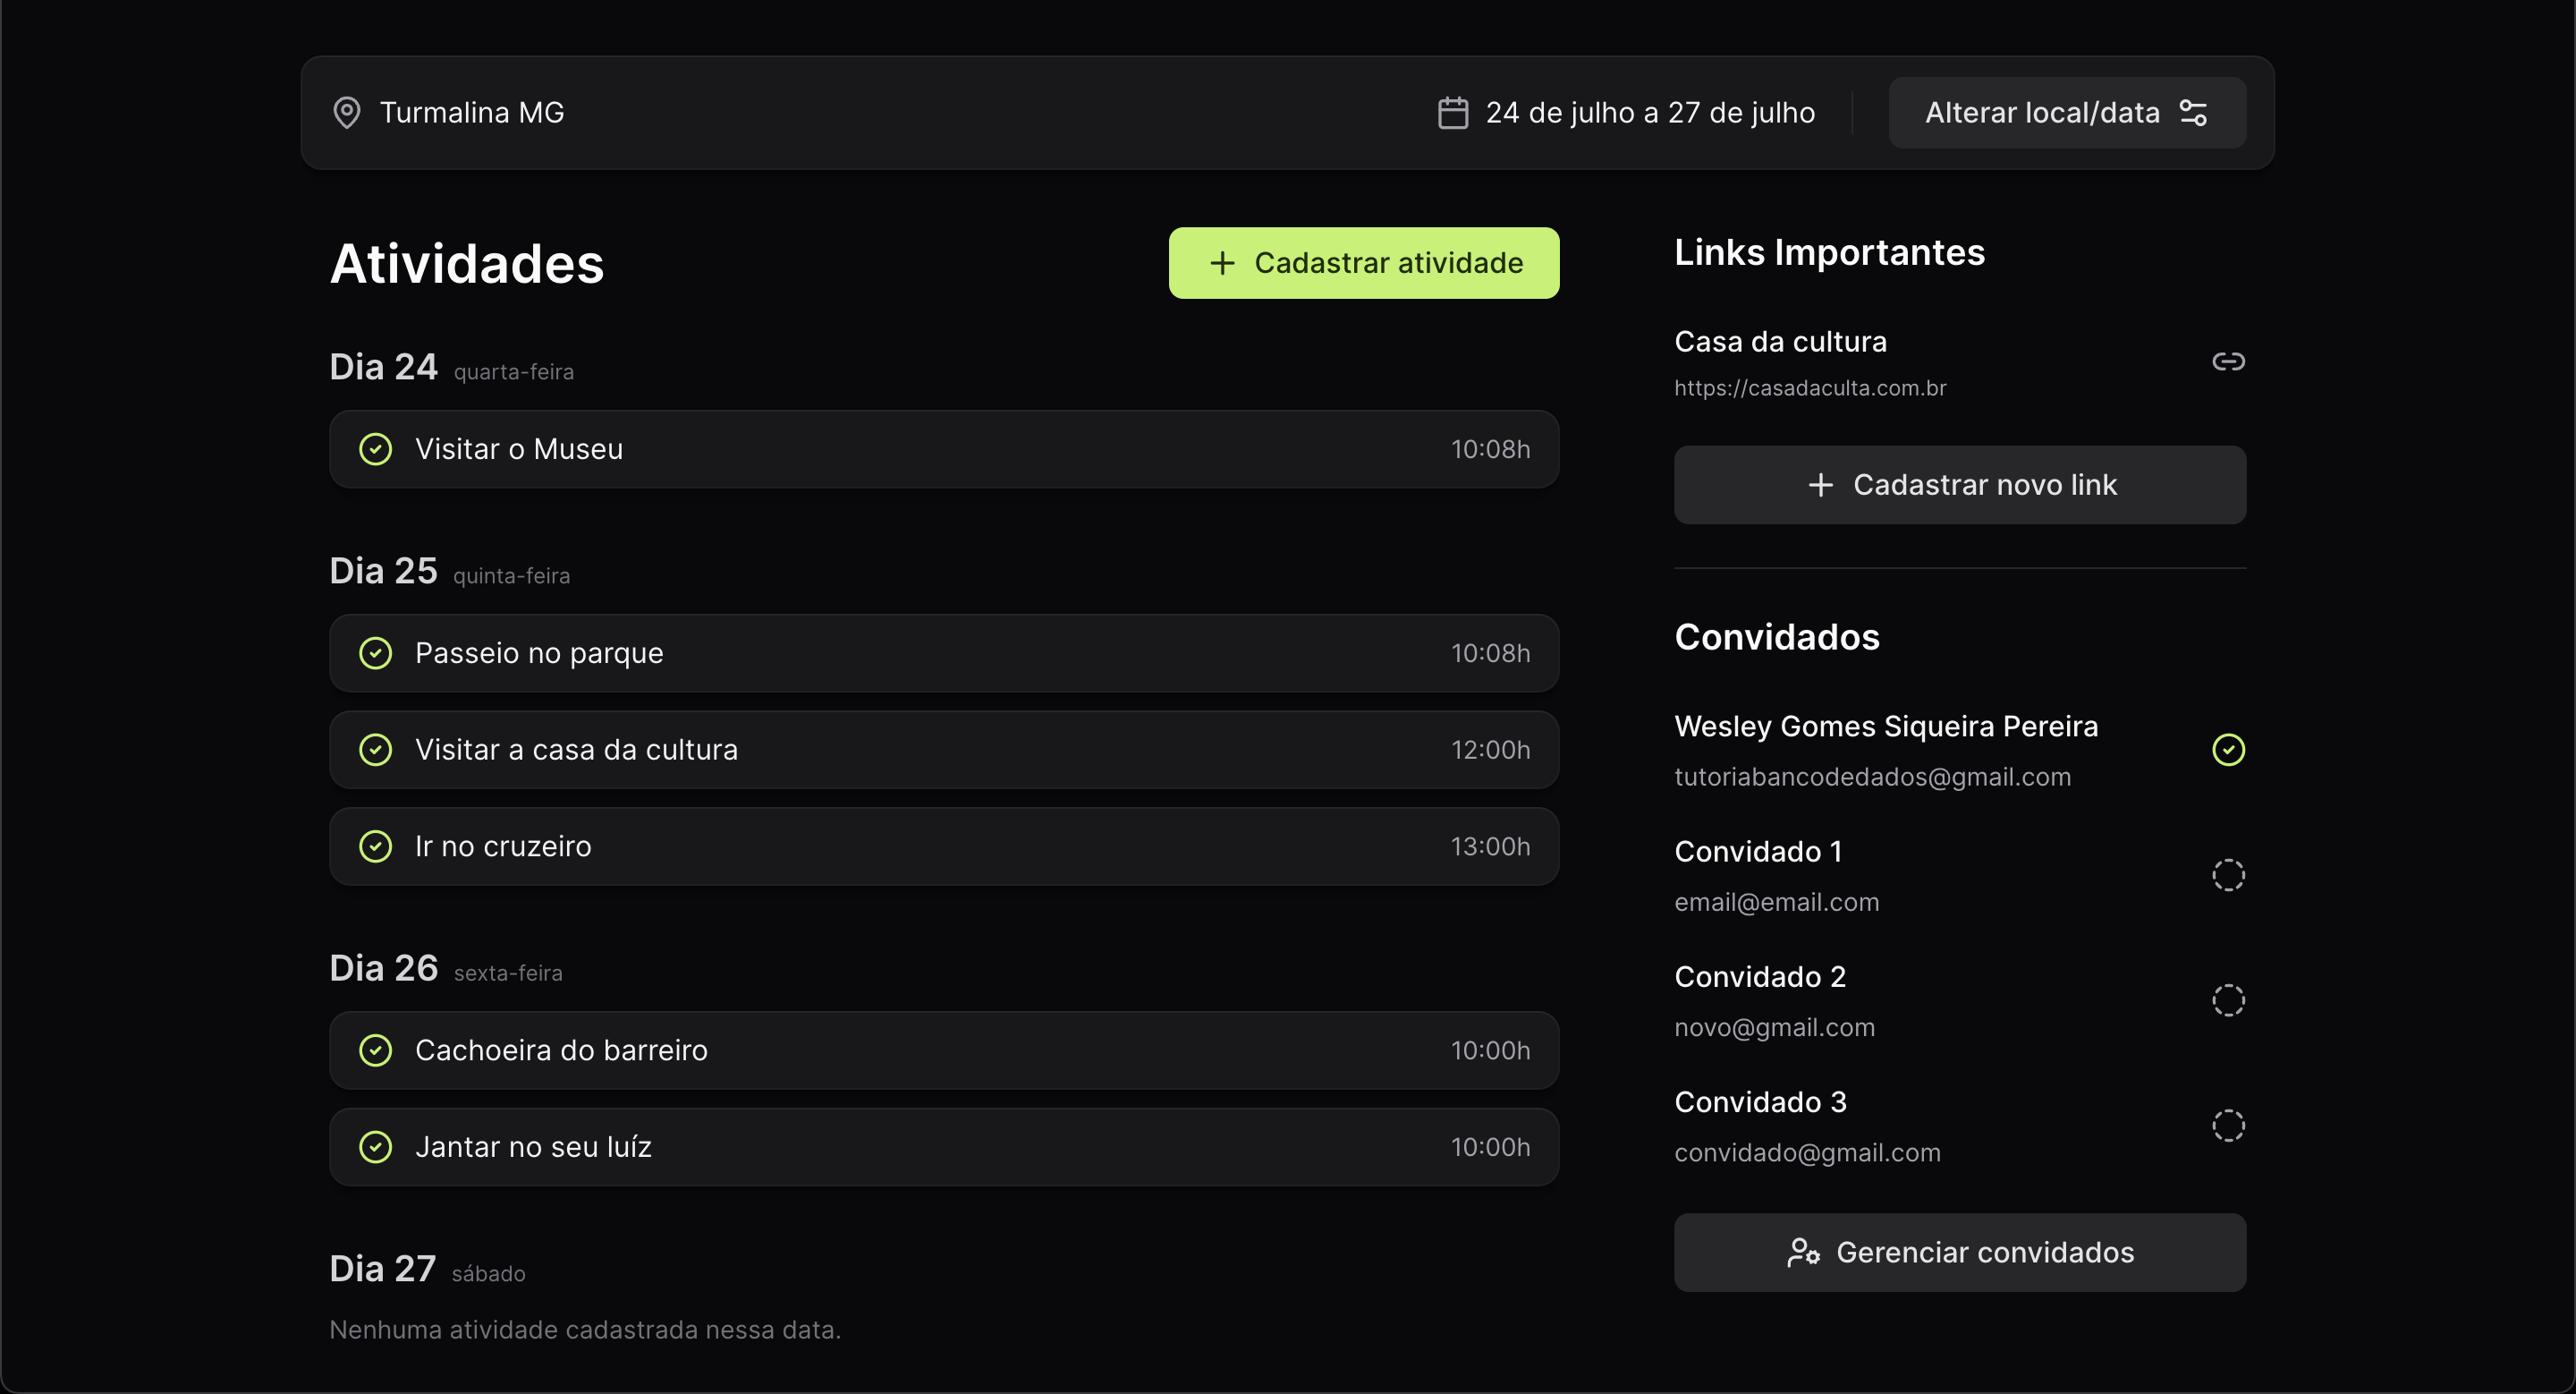 Turmalina MG
24 de julho a 27 de julho
Alterar local/data
Atividades
Cadastrar atividade
Dia 24 quarta-feira
Visitar o Museu 10:08h
Dia 25 quinta-feira
Passeio no parque 10:08h
Visitar a casa da cultura 12:00h
Ir no cruzeiro 13:00h
Dia 26 sexta-feira
Cachoeira do barreiro 10:00h
Jantar no seu luíz 10:00h
Dia 27 sábado
Nenhuma atividade cadastrada nessa data.
Links Importantes
Casa da cultura
https://casadaculta.com.br
Cadastrar novo link
Convidados
Wesley Gomes Siqueira Pereira
tutoriabancodedados@gmail.com
Convidado 1
email@email.com
Convidado 2
novo@gmail.com
Convidado 3
convidado@gmail.com
Gerenciar convidados